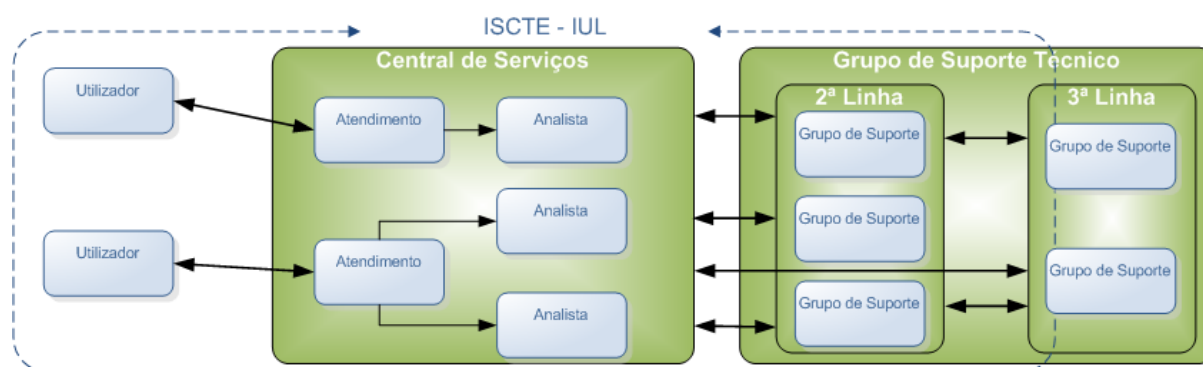 ISCTE - IUL
Central de Serviços
Grupo de Suporte Técnico
2ª Linha
3ª Linha
Utilizador
Atendimento
Analista
Grupo de Suporte
Grupo de Suporte
Analista
Grupo de Suporte
Utilizador
Atendimento
Grupo de Suporte
Analista
Grupo de Suporte